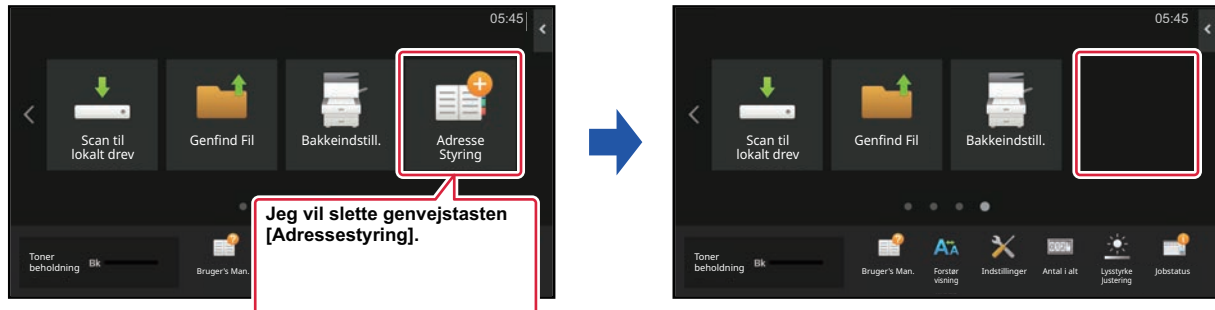 05:45
Scan til
lokalt drev
Genfind Fil
Bakkeindstill.
Adresse
Styring
Jeg vil slette genvejstasten
[Adressestyring].
Toner
beholdning
Bk
Bruger's Man.
05:45
Scan til
lokalt drev
Genfind Fil
Bakkeindstill.
Toner
beholdning
Bk
Bruger's Man.
Forstør
visning
Indstillinger
Antal i alt
Lysstyrke
Justering
Jobstatus